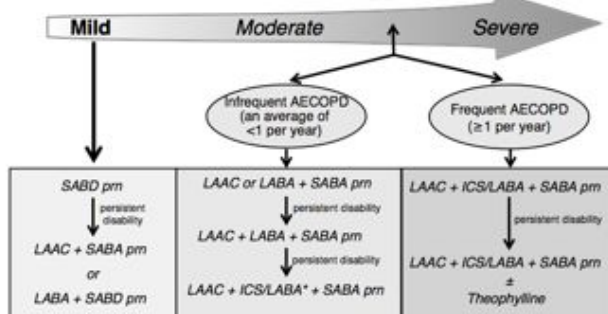 Mild Moderate Severe
Infrequent AECOPD
(an average of
<1 per year)
Frequent AECOPD
(≥1 per year)
SABD prn
persistent
disability
LAAC + SABA prn
or
LABA + SABD prn
LAAC or LABA + SABA prn
persistent disability
LAAC + LABA + SABA prn
persistent disability
LAAC + ICS/LABA* + SABA prn
LAAC + ICS/LABA + SABA prn
persistent disability
LAAC + ICS/LABA + SABA prn
±
Theophylline